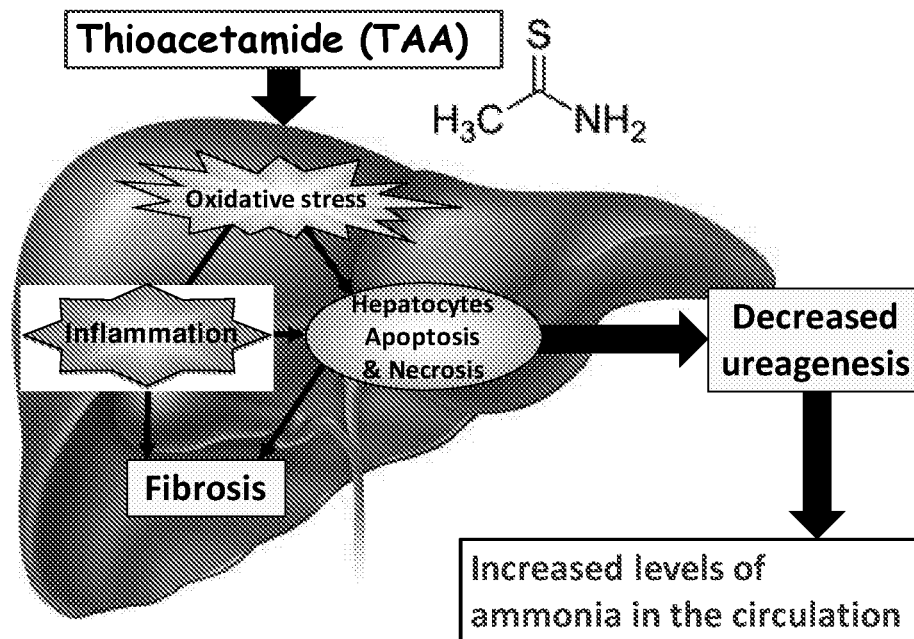 Thioacetamide (TAA)
S
H₃C
NH₂
Oxidative stress
Inflammation
Hepatocytes
Apoptosis
& Necrosis
Fibrosis
Decreased
ureagenesis
Increased levels of
ammonia in the circulation